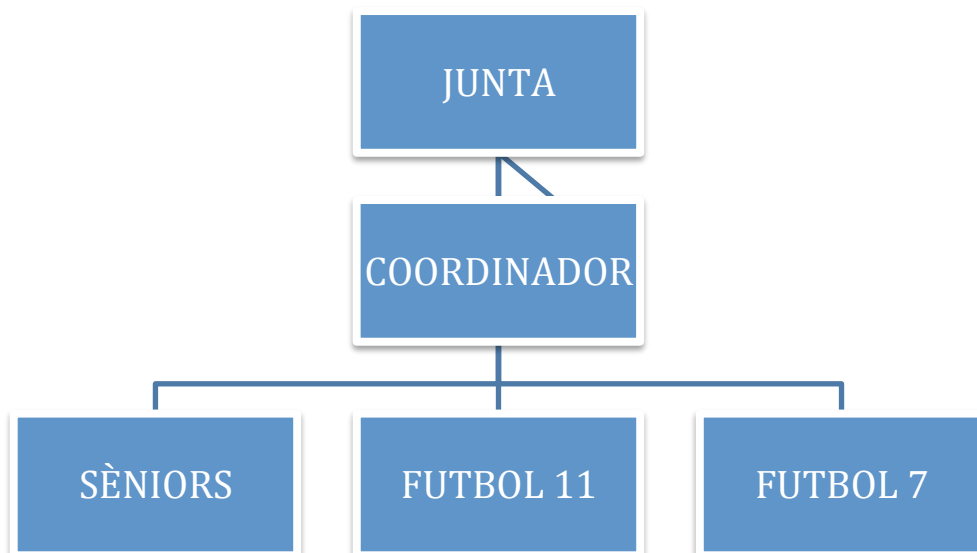 JUNTA
COORDINADOR
SÈNIORS
FUTBOL 11
FUTBOL 7